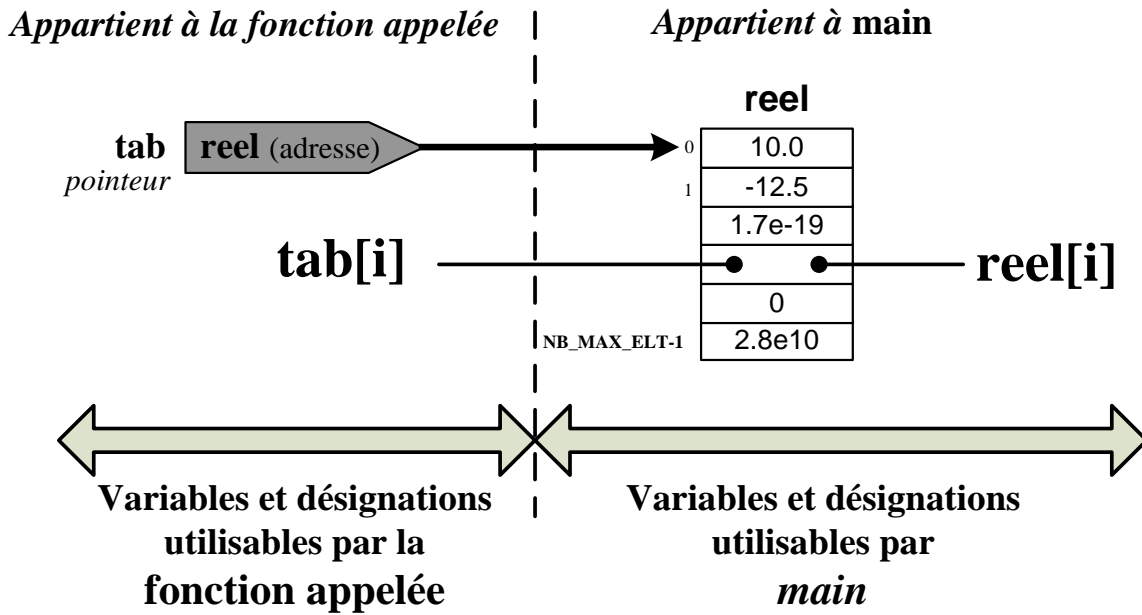 Appartient à la fonction appelée
Appartient à main
reel
tab
pointeur
reel (adresse)
0
10.0
1
-12.5
1.7e-19
tab[i]
reel[i]
0
NB_MAX_ELT-1
2.8e10
Variables et désignations
utilisables par la
fonction appelée
Variables et désignations
utilisables par
main